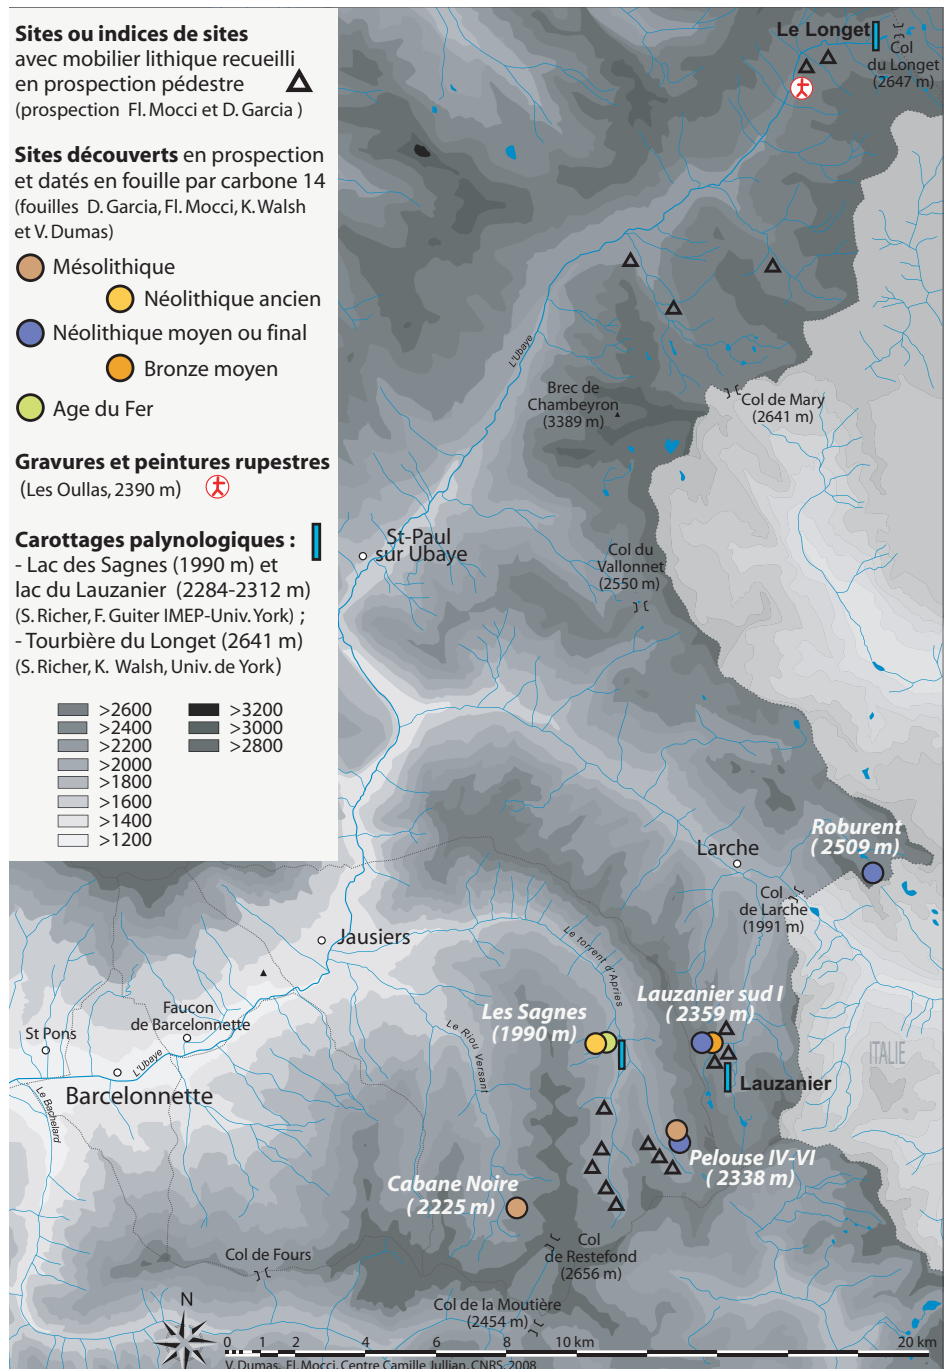 Sites ou indices de sites
avec mobilier lithique recueilli
en prospection pédestre
(prospection Fl. Mocci et D. Garcia )
Sites découverts en prospection
et datés en fouille par carbone 14
(fouilles D. Garcia, Fl. Mocci, K. Walsh
et V. Dumas)
Mésolithique
Néolithique ancien
Néolithique moyen ou final
Bronze moyen
Age du Fer
Gravures et peintures rupestres
(Les Oullas, 2390 m)
Carottages palynologiques :
- Lac des Sagnes (1990 m) et
lac du Lauzanier (2284-2312 m)
(S. Richer, F. Guiter IMEP-Univ. York) ;
- Tourbière du Longet (2641 m)
(S. Richer, K. Walsh, Univ. de York)
>2600
>2400
>2200
>2000
>1800
>1600
>1400
>1200
>3200
>3000
>2800
Le Longet
Col
du Longet
(2647 m)
L'Ubaye
Brec de
Chambeyron
(3389 m)
Col de Mary
(2641 m)
St-Paul
sur Ubaye
Col du
Vallonnet
(2550 m)
Roburent
( 2509 m)
Larche
Col
de Larche
(1991 m)
Jausiers
Le torrent d'Apries
Lauzanier sud I
( 2359 m)
Les Sagnes
(1990 m)
Le Riou Versant
Faucon
de Barcelonnette
St Pons
L'Ubaye
Barcelonnette
Le Bachelard
ITALIE
Lauzanier
Pelouse IV-VI
( 2338 m)
Cabane Noire
( 2225 m)
Col
de Restefond
(2656 m)
Col de Fours
Col de la Moutière
(2454 m)
N
0 1 2 4 6 8 10 km 20 km
V. Dumas, Fl. Mocci, Centre Camille Jullian, CNRS, 2008